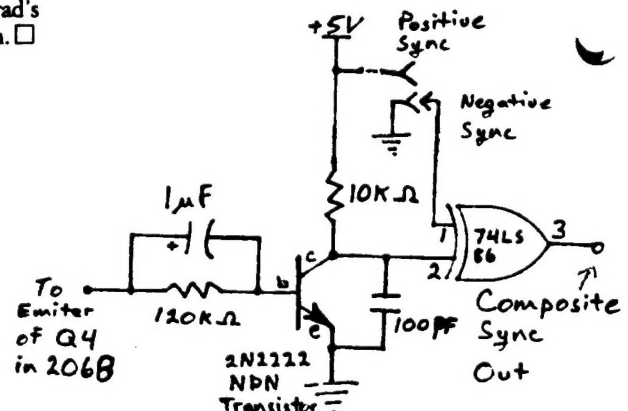 rad's
n.
+5V
Positive
Sync
Negative
Sync
10KΩ
1µF
+
120KΩ
To
Emiter
of Q4
in 206B
b
c
e
2N2222
NPN
Transistor
100pF
1
2
74LS
86
3
Composite
Sync
Out